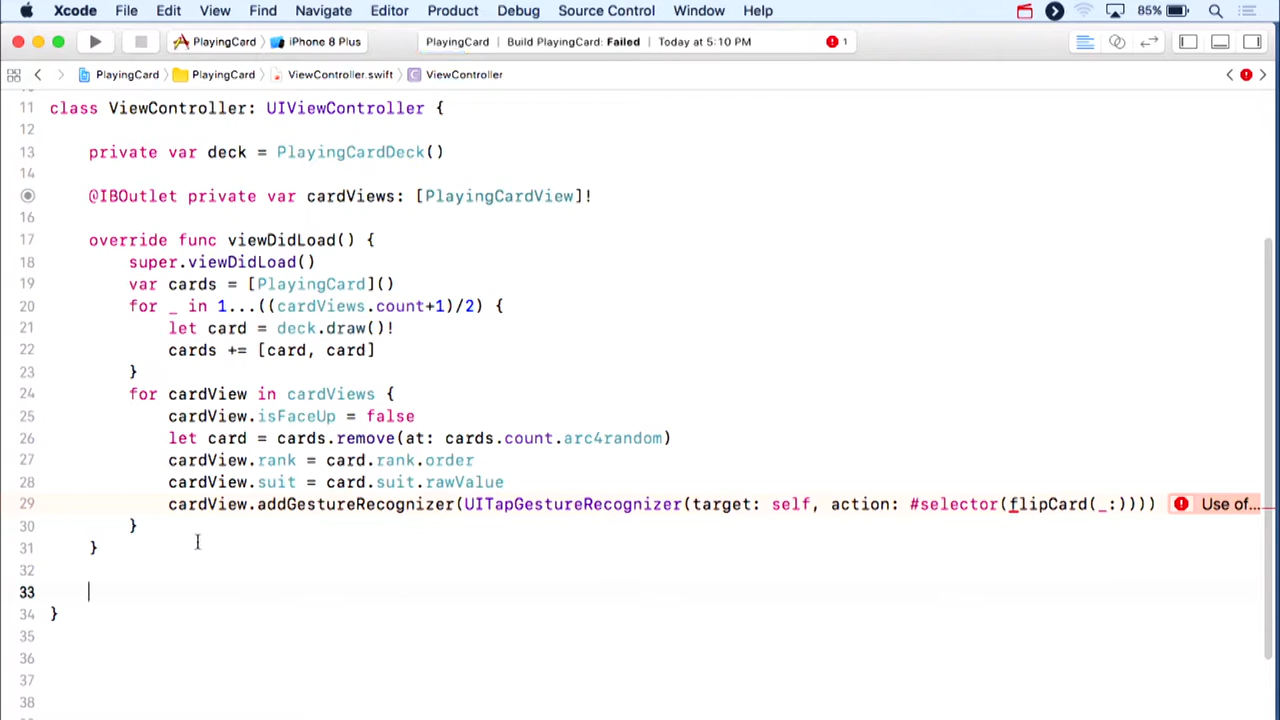 Xcode File Edit View Find Navigate Editor Product Debug Source Control Window Help 85%
PlayingCard iPhone 8 Plus PlayingCard Build PlayingCard: Failed Today at 5:10 PM 1
PlayingCard PlayingCard ViewController.swift C ViewController
11 class ViewController: UIViewController {
12
13 private var deck = PlayingCardDeck()
14
@IBOutlet private var cardViews: [PlayingCardView]!
16
17 override func viewDidLoad() {
18 super.viewDidLoad()
19 var cards = [PlayingCard]()
20 for _ in 1...((cardViews.count+1)/2) {
21 let card = deck.draw()!
22 cards += [card, card]
23 }
24 for cardView in cardViews {
25 cardView.isFaceUp = false
26 let card = cards.remove(at: cards.count.arc4random)
27 cardView.rank = card.rank.order
28 cardView.suit = card.suit.rawValue
29 cardView.addGestureRecognizer(UITapGestureRecognizer(target: self, action: #selector(flipCard(_:)))) Use of...
30 }
31 }
32
33
34 }
35
36
37
38